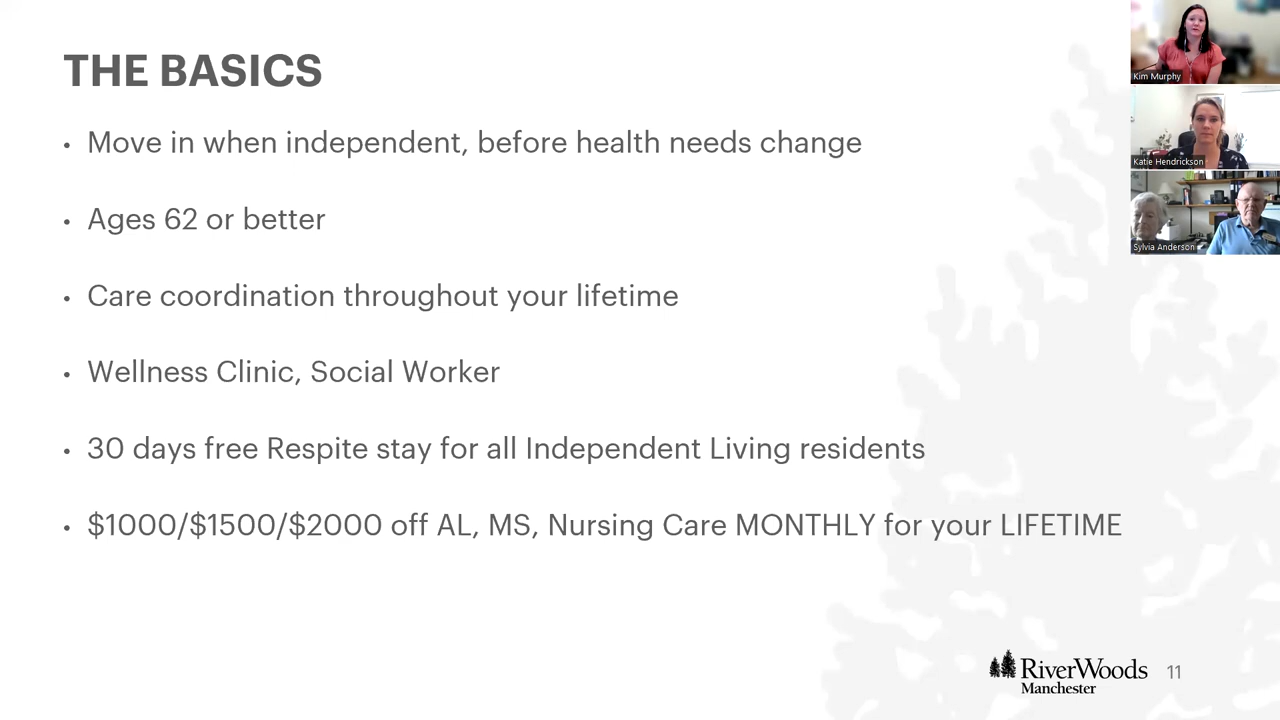 THE BASICS
• Move in when independent, before health needs change
• Ages 62 or better
• Care coordination throughout your lifetime
• Wellness Clinic, Social Worker
• 30 days free Respite stay for all Independent Living residents
• $1000/$1500/$2000 off AL, MS, Nursing Care MONTHLY for your LIFETIME
Kim Murphy
Katie Hendrickson
Sylvia Anderson
RiverWoods
Manchester
11